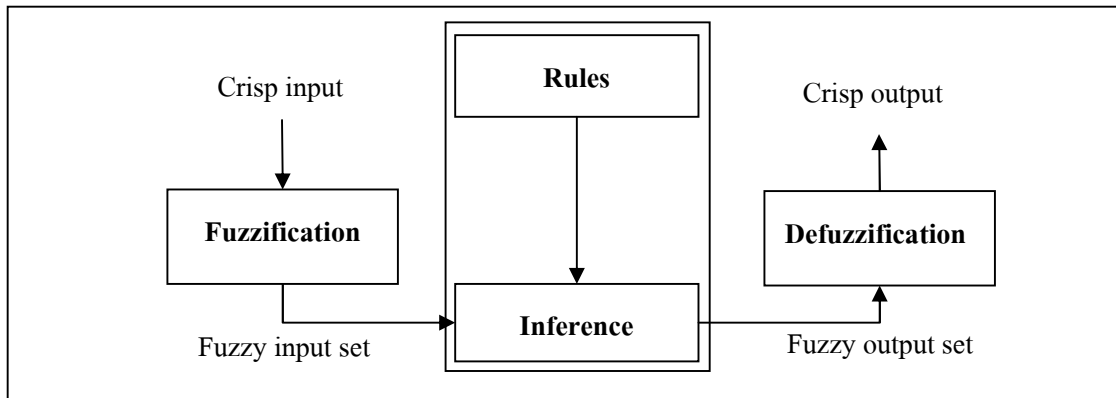 Crisp input
Fuzzification
Fuzzy input set
Rules
Inference
Crisp output
Defuzzification
Fuzzy output set